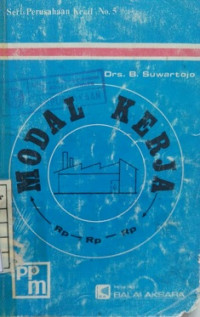 Seri Perusahaan Kecil No. 5
Drs. B. Suwartojo
MODAL KERJA
Rp Rp Rp
ppm
BALAI AKSARA